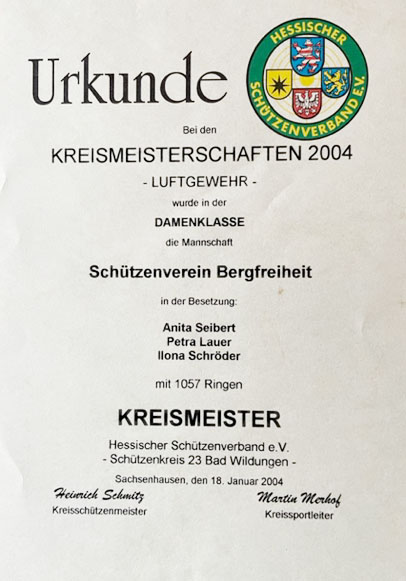 Urkunde
HESSISCHER
SCHÜTZENVERBAND E.V.
Bei den
KREISMEISTERSCHAFTEN 2004
- LUFTGEWEHR -
wurde in der
DAMENKLASSE
die Mannschaft
Schützenverein Bergfreiheit
in der Besetzung:
Anita Seibert
Petra Lauer
Ilona Schröder
mit 1057 Ringen
KREISMEISTER
Hessischer Schützenverband e.V.
- Schützenkreis 23 Bad Wildungen -
Sachsenhausen, den 18. Januar 2004
Heinrich Schmitz Martin Merhof
Kreisschützenmeister Kreissportleiter